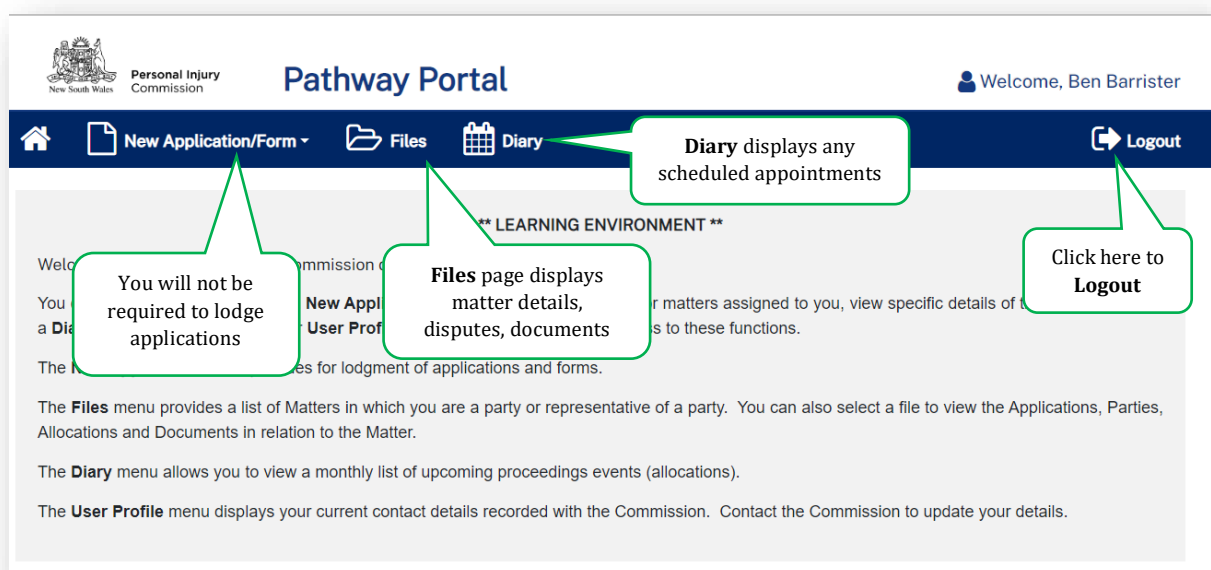 Personal Injury
Commission
New South Wales
Pathway Portal
Welcome, Ben Barrister
New Application/Form
Files
Diary
Logout
Diary displays any
scheduled appointments
** LEARNING ENVIRONMENT **
Click here to
Logout
You will not be
required to lodge
applications
Files page displays
matter details,
disputes, documents
You
New Appl
or matters assigned to you, view specific details of
a
User Prof
to these functions.
The
for lodgment of applications and forms.
The Files menu provides a list of Matters in which you are a party or representative of a party. You can also select a file to view the Applications, Parties,
Allocations and Documents in relation to the Matter.
The Diary menu allows you to view a monthly list of upcoming proceedings events (allocations).
The User Profile menu displays your current contact details recorded with the Commission. Contact the Commission to update your details.